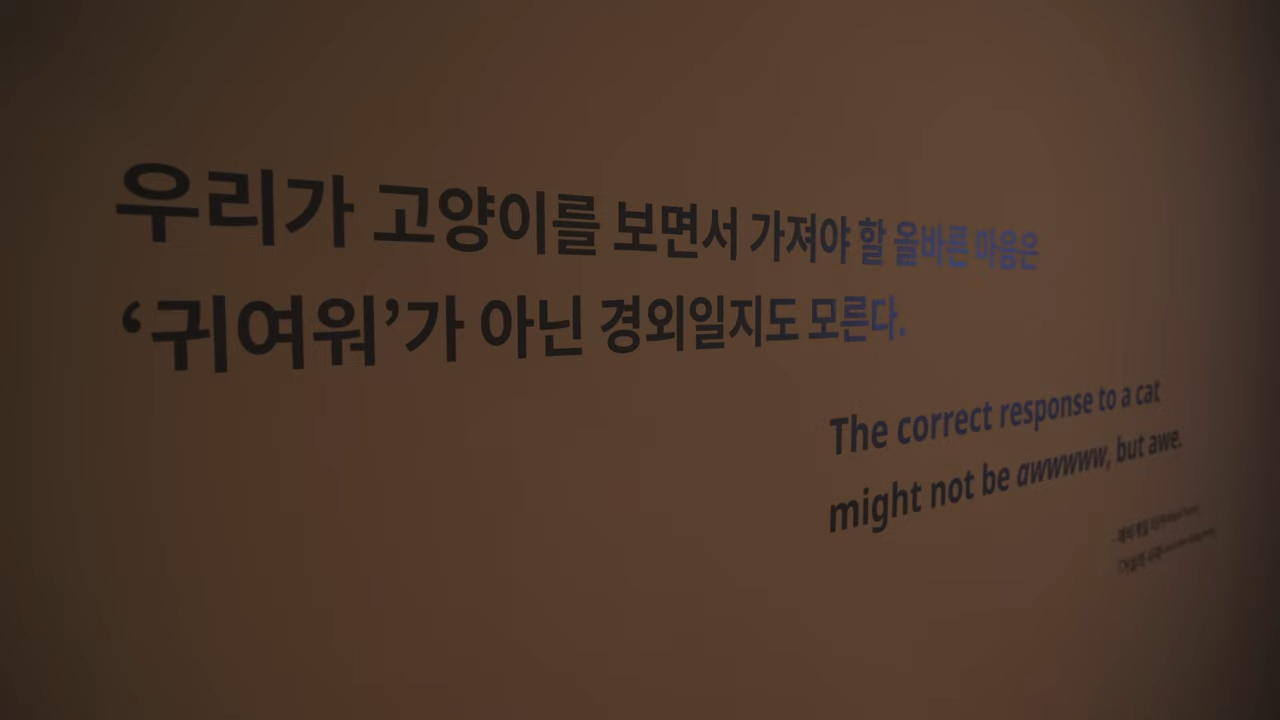 우리가 고양이를 보면서 가져야 할 올바른 마음은
‘귀여워’가 아닌 경외일지도 모른다.
The correct response to a cat
might not be awwwww, but awe.